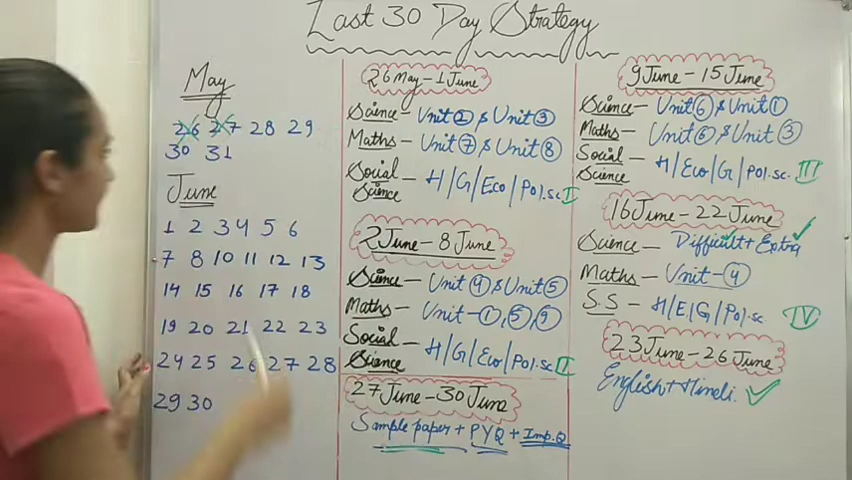 Last 30 Day Strategy
May
26 27 28 29
30 31
June
1 2 3 4 5 6
7 8 10 11 12 13
14 15 16 17 18
19 20 21 22 23
24 25 26 27 28
29 30
26 May - 1 June
Science - Unit 2 & Unit 3
Maths - Unit 7 & Unit 8
Social Science - H/G/Eco/Pol.sc I
2 June - 8 June
Science - Unit 4 & Unit 5
Maths - Unit - 1, 5, 9
Social Science - H/G/Eco/Pol.sc II
27 June - 30 June
Sample paper + PYQ + Imp.Q
9 June - 15 June
Science - Unit 6 & Unit 1
Maths - Unit 6 & Unit 3
Social Science - H/Eco/G/Pol.sc. III
16 June - 22 June
Science - Difficult + Extra
Maths - Unit - 4
S.S - H/E/G/Pol.sc IV
23 June - 26 June
English + Hindi.